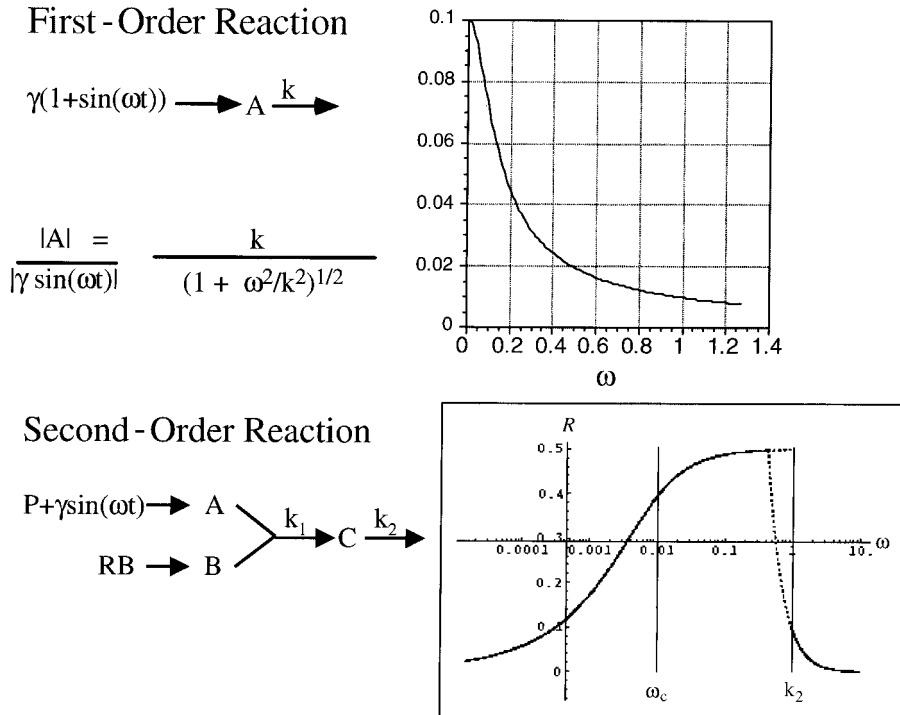 First-Order Reaction
γ(1+sin(ωt)) A k
|A| = k
|γ sin(ωt)| (1 + ω²/k²)^1/2
0.1
0.08
0.06
0.04
0.02
0
0 0.2 0.4 0.6 0.8 1 1.2 1.4
ω
Second-Order Reaction
P+γsin(ωt) A
k₁ C k₂
RB B
R
0.5
0.4
0.3
0.0001 0.001 0.01 0.1 1 10. ω
0.2
0.1
0
ω_c k₂